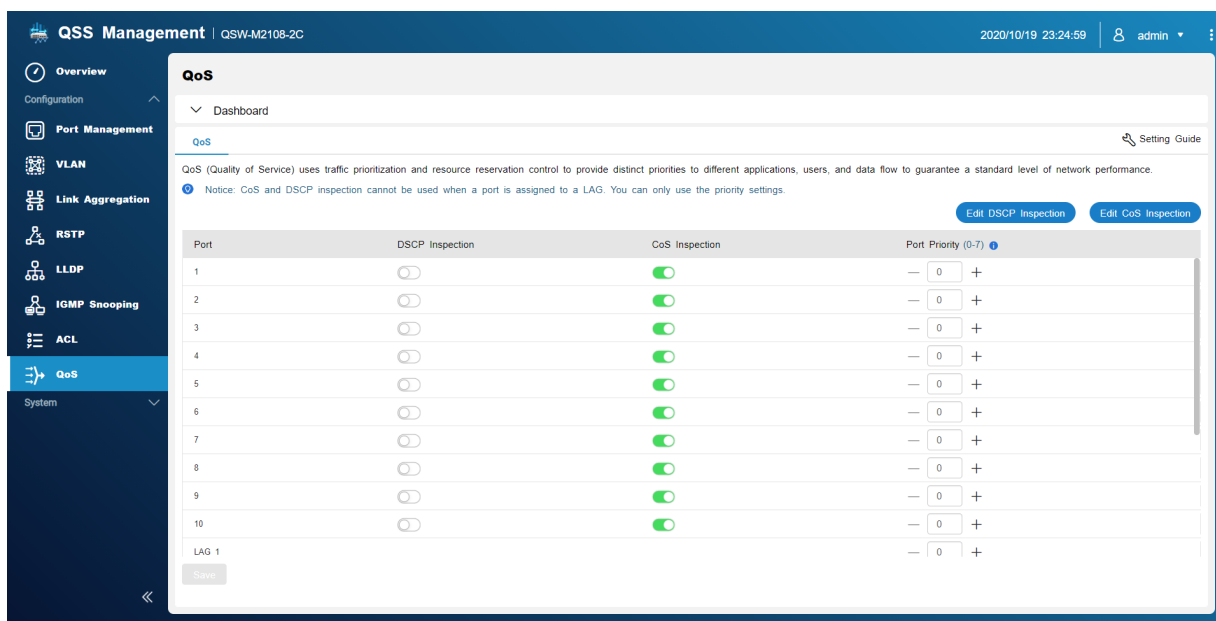 QSS Management QSW-M2108-2C 2020/10/19 23:24:59 admin
Overview
Configuration
Port Management
VLAN
Link Aggregation
RSTP
LLDP
IGMP Snooping
ACL
QoS
System
QoS
Dashboard
QoS Setting Guide
QoS (Quality of Service) uses traffic prioritization and resource reservation control to provide distinct priorities to different applications, users, and data flow to guarantee a standard level of network performance.
Notice: CoS and DSCP inspection cannot be used when a port is assigned to a LAG. You can only use the priority settings.
Edit DSCP Inspection Edit CoS Inspection
Port DSCP Inspection CoS Inspection Port Priority (0-7)
1 0
2 0
3 0
4 0
5 0
6 0
7 0
8 0
9 0
10 0
LAG 1 0
Save